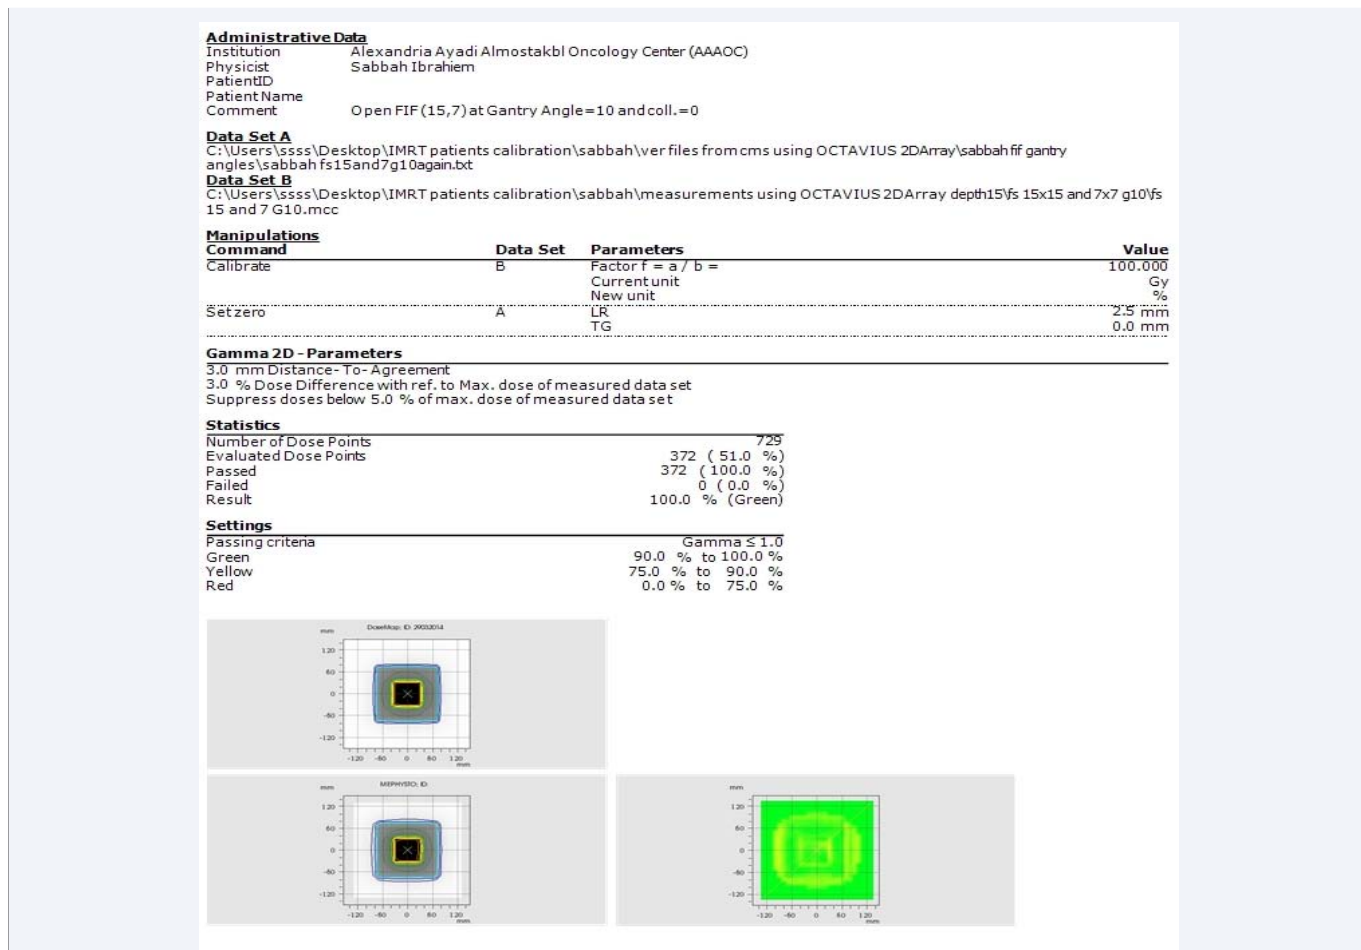 Administrative Data
Institution Alexandria Ayadi Almostakbl Oncology Center (AAAOC)
Physicist Sabbah Ibrahiem
PatientID
Patient Name
Comment Open FIF (15,7) at Gantry Angle=10 and coll.=0
Data Set A
C:\Users\ssss\Desktop\IMRT patients calibration\sabbah\ver files from cms using OCTAVIUS 2DArray\sabbah fif gantry
angles\sabbah fs15and7g10again.txt
Data Set B
C:\Users\ssss\Desktop\IMRT patients calibration\sabbah\measurements using OCTAVIUS 2DArray depth15\fs 15x15 and 7x7 g10\fs
15 and 7 G10.mcc
Manipulations
Command Data Set Parameters Value
Calibrate B Factor f = a / b = 100.000
Current unit Gy
New unit %
Set zero A LR 2.5 mm
TG 0.0 mm
Gamma 2D - Parameters
3.0 mm Distance-To-Agreement
3.0 % Dose Difference with ref. to Max. dose of measured data set
Suppress doses below 5.0 % of max. dose of measured data set
Statistics
Number of Dose Points 729
Evaluated Dose Points 372 ( 51.0 %)
Passed 372 ( 100.0 %)
Failed 0 ( 0.0 %)
Result 100.0 % (Green)
Settings
Passing criteria Gamma ≤ 1.0
Green 90.0 % to 100.0 %
Yellow 75.0 % to 90.0 %
Red 0.0 % to 75.0 %
mm DoseMap; ID: 29032014
120
60
0
-60
-120
-120 -60 0 60 120
mm
mm MEPHYSTO; ID:
120
60
0
-60
-120
-120 -60 0 60 120
mm
mm
120
60
0
-60
-120
-120 -60 0 60 120
mm